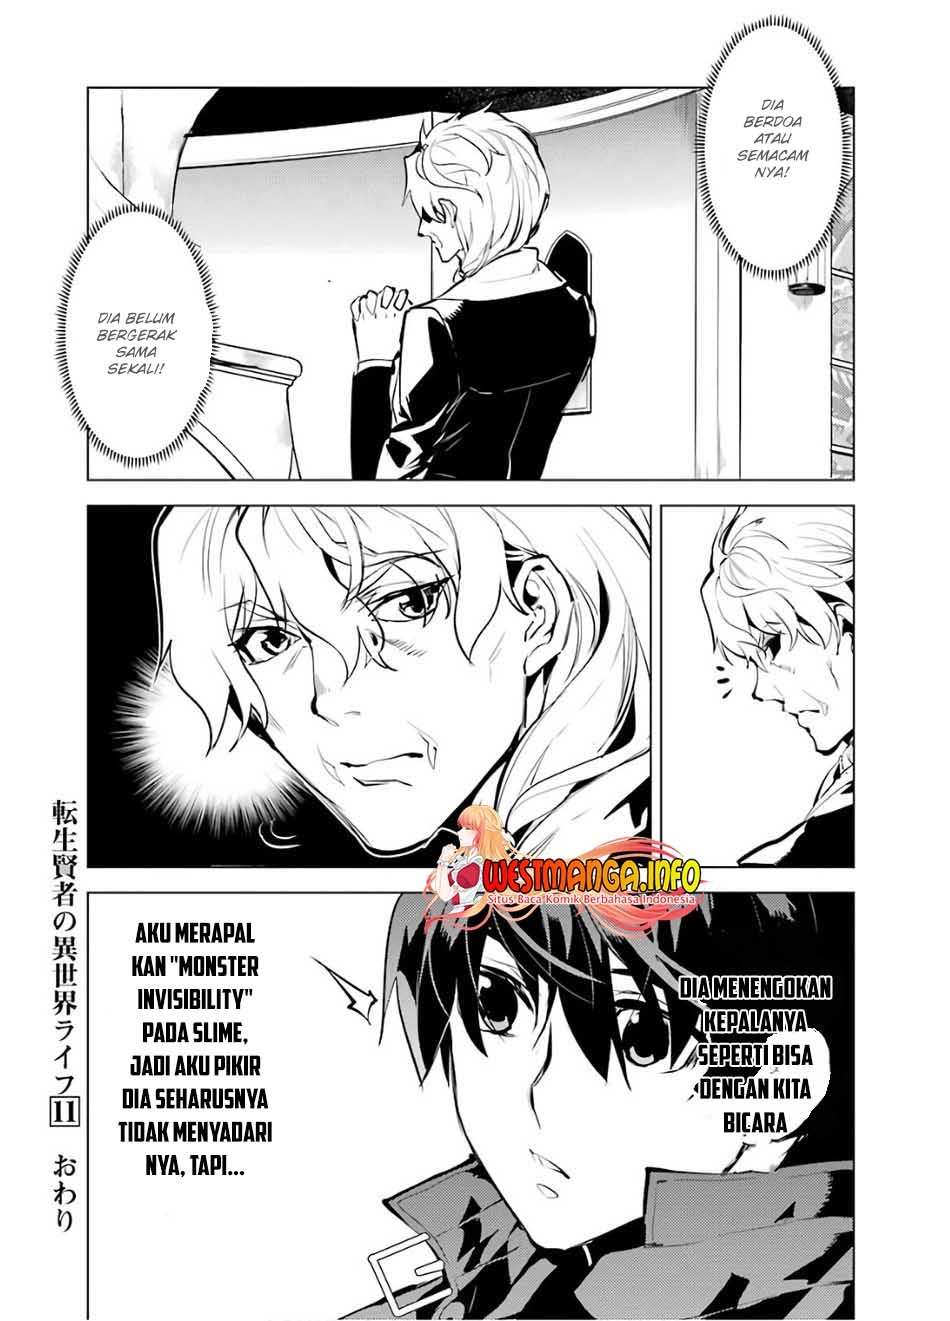 DIA
BERDOA
ATAU
SEMACAM
NYA!
DIA BELUM
BERGERAK
SAMA
SEKALI!
WESTMANGA.INFO
Situs Baca Komik Berbahasa Indonesia
DIA MENENGOKAN
KEPALANYA
SEPERTI BISA
DENGAN KITA
BICARA
AKU MERAPAL
KAN "MONSTER
INVISIBILITY"
PADA SLIME,
JADI AKU PIKIR
DIA SEHARUSNYA
TIDAK MENYADARI
NYA, TAPI...
転生賢者の異世界ライフ11 おわり